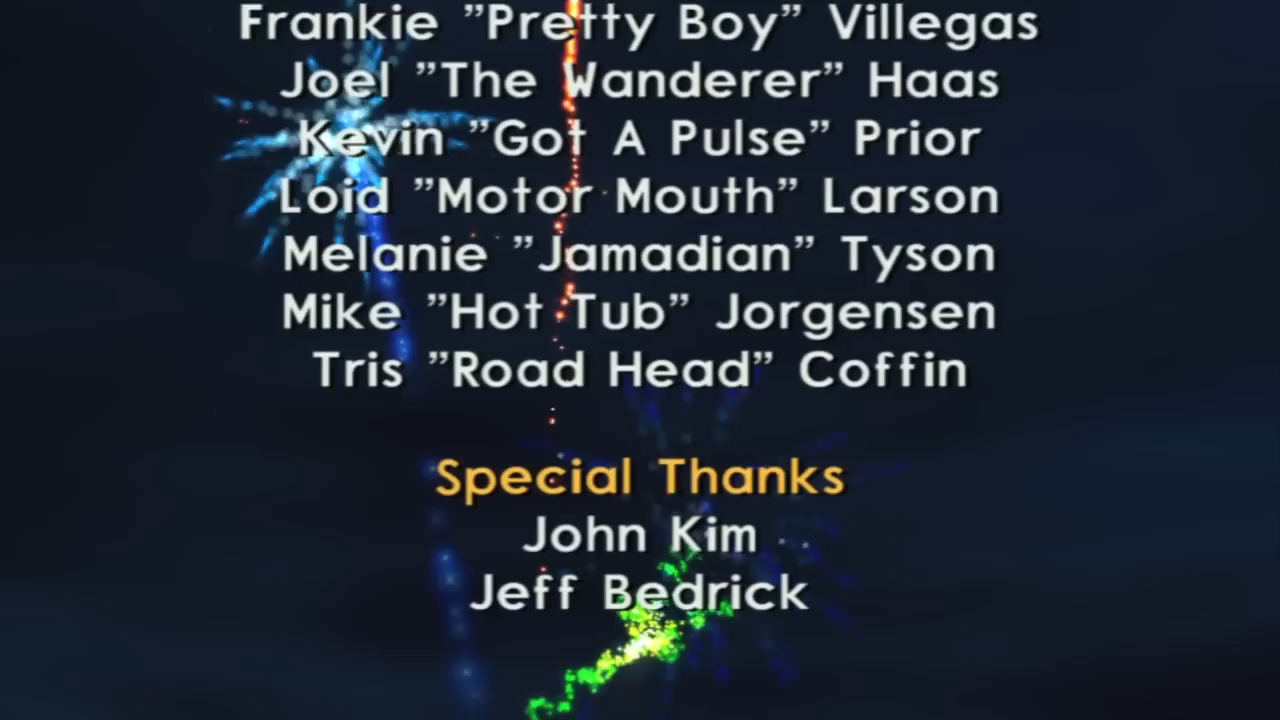 Frankie ”Pretty Boy” Villegas
Joel ”The Wanderer” Haas
Kevin ”Got A Pulse” Prior
Loid ”Motor Mouth” Larson
Melanie ”Jamadian” Tyson
Mike ”Hot Tub” Jorgensen
Tris ”Road Head” Coffin
Special Thanks
John Kim
Jeff Bedrick